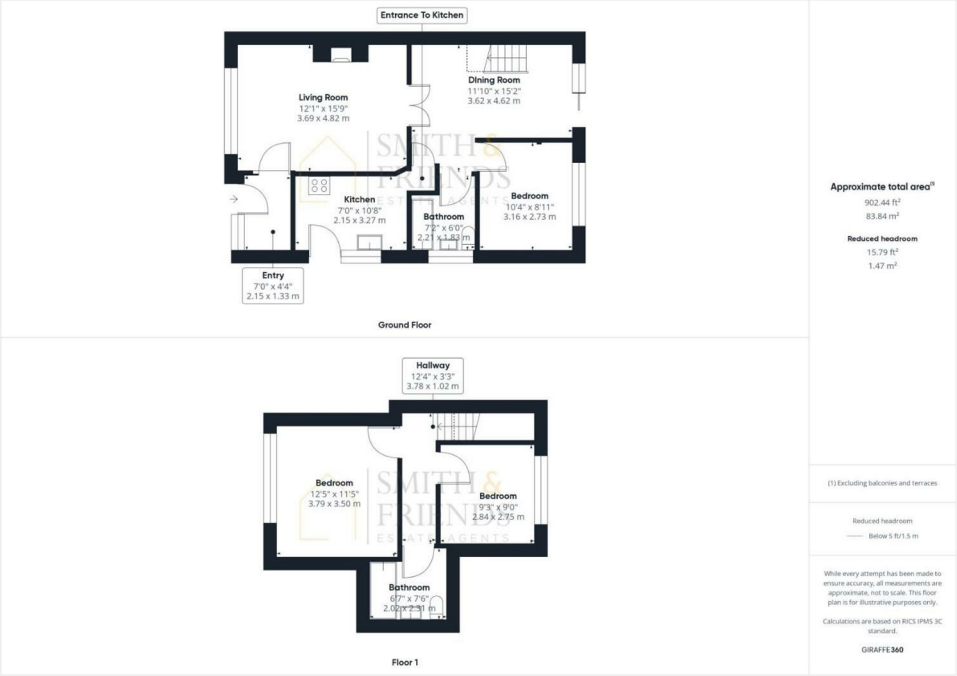 Entrance To Kitchen
Living Room
12'1" x 15'9"
3.69 x 4.82 m
Dining Room
11'10" x 15'2"
3.62 x 4.62 m
SMITH &
FRIENDS
ESTATE AGENTS
Kitchen
7'0" x 10'8"
2.15 x 3.27 m
Bedroom
10'4" x 8'11"
3.16 x 2.73 m
Bathroom
7'2" x 6'0"
2.21 x 1.83 m
Entry
7'0" x 4'4"
2.15 x 1.33 m
Ground Floor
Hallway
12'4" x 3'3"
3.78 x 1.02 m
Bedroom
12'5" x 11'5"
3.79 x 3.50 m
SMITH &
FRIENDS
ESTATE AGENTS
Bedroom
9'3" x 9'0"
2.84 x 2.75 m
Bathroom
6'7" x 7'6"
2.02 x 2.31 m
Floor 1
Approximate total area(1)
902.44 ft²
83.84 m²
Reduced headroom
15.79 ft²
1.47 m²
(1) Excluding balconies and terraces
Reduced headroom
Below 5 ft/1.5 m
While every attempt has been made to
ensure accuracy, all measurements are
approximate, not to scale. This floor
plan is for illustrative purposes only.
Calculations are based on RICS IPMS 3C
standard.
GIRAFFE360